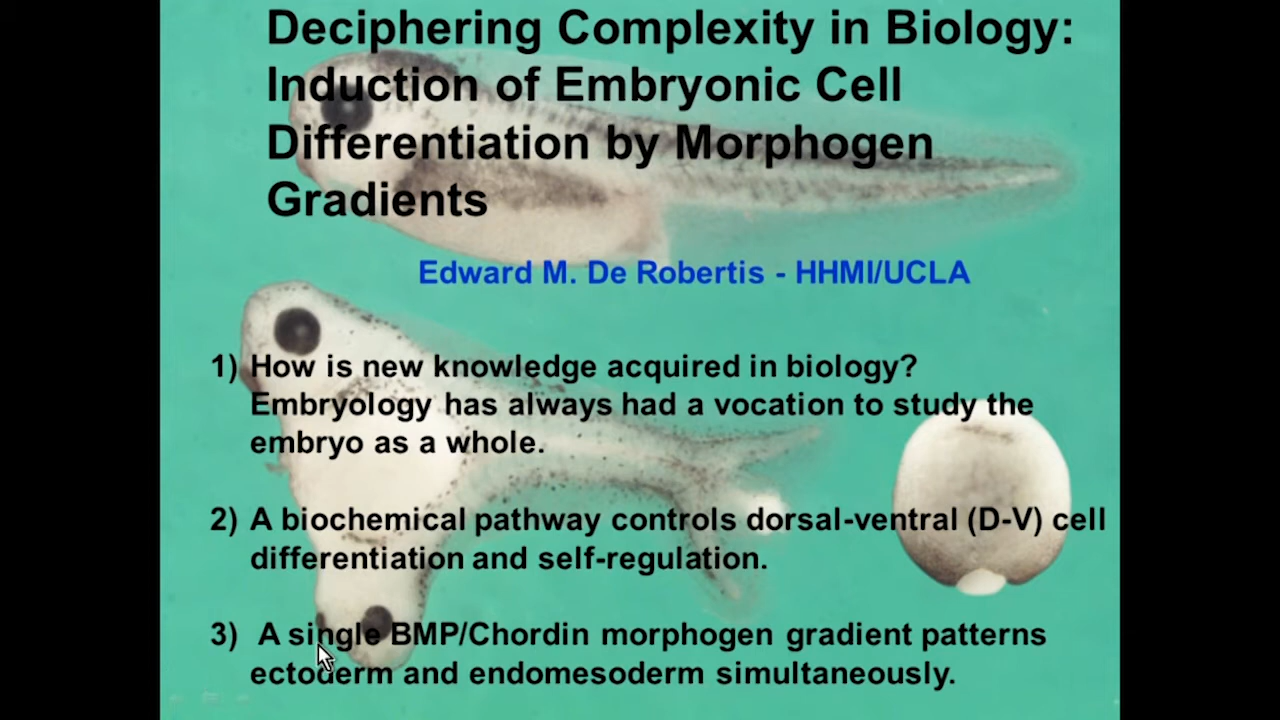 Deciphering Complexity in Biology:
Induction of Embryonic Cell
Differentiation by Morphogen
Gradients
Edward M. De Robertis - HHMI/UCLA
1) How is new knowledge acquired in biology?
Embryology has always had a vocation to study the
embryo as a whole.
2) A biochemical pathway controls dorsal-ventral (D-V) cell
differentiation and self-regulation.
3) A single BMP/Chordin morphogen gradient patterns
ectoderm and endomesoderm simultaneously.